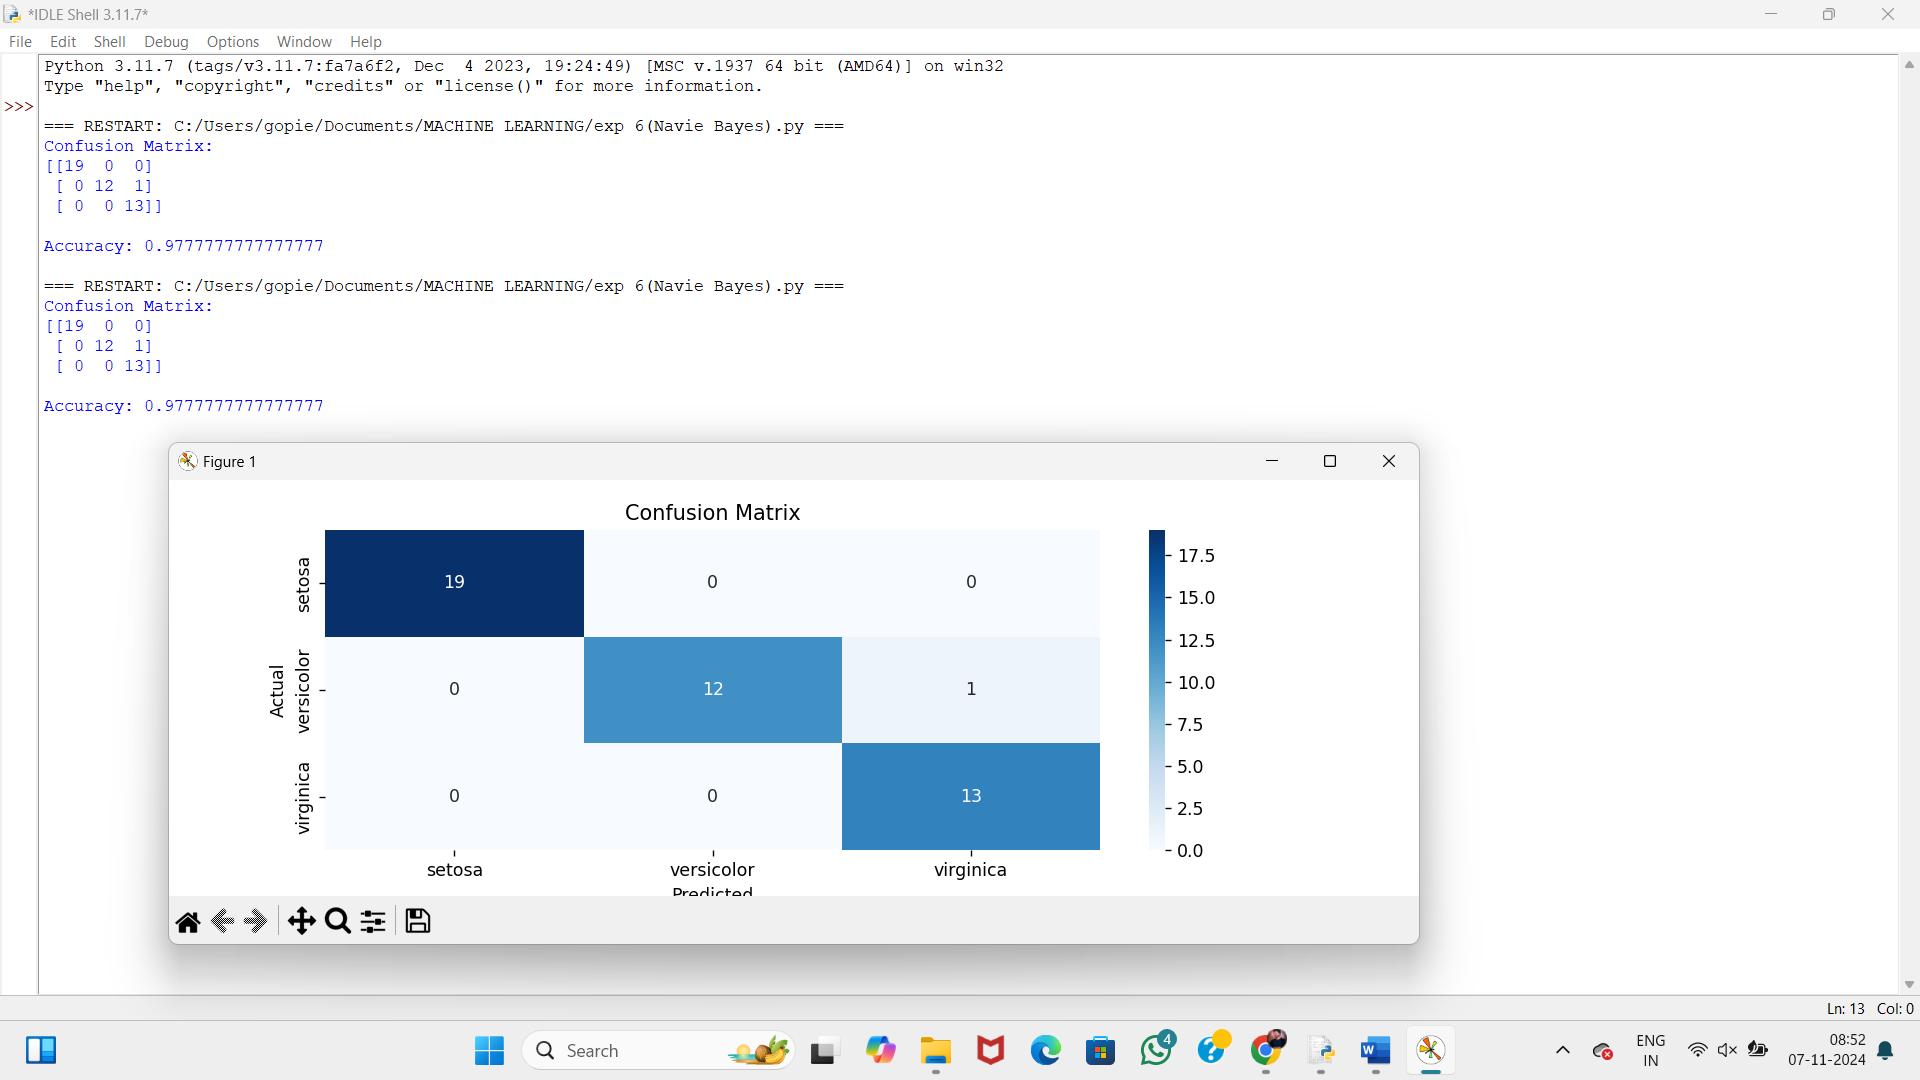 *IDLE Shell 3.11.7*
File Edit Shell Debug Options Window Help
Python 3.11.7 (tags/v3.11.7:fa7a6f2, Dec  4 2023, 19:24:49) [MSC v.1937 64 bit (AMD64)] on win32
Type "help", "copyright", "credits" or "license()" for more information.
>>>
=== RESTART: C:/Users/gopie/Documents/MACHINE LEARNING/exp 6(Navie Bayes).py ===
Confusion Matrix:
[[19  0  0]
 [ 0 12  1]
 [ 0  0 13]]
Accuracy: 0.9777777777777777
=== RESTART: C:/Users/gopie/Documents/MACHINE LEARNING/exp 6(Navie Bayes).py ===
Confusion Matrix:
[[19  0  0]
 [ 0 12  1]
 [ 0  0 13]]
Accuracy: 0.9777777777777777
Figure 1
Confusion Matrix
Actual
setosa
19 0 0
versicolor
0 12 1
virginica
0 0 13
setosa versicolor virginica
Predicted
17.5
15.0
12.5
10.0
7.5
5.0
2.5
0.0
Ln: 13 Col: 0
Search
4
ENG
IN
08:52
07-11-2024